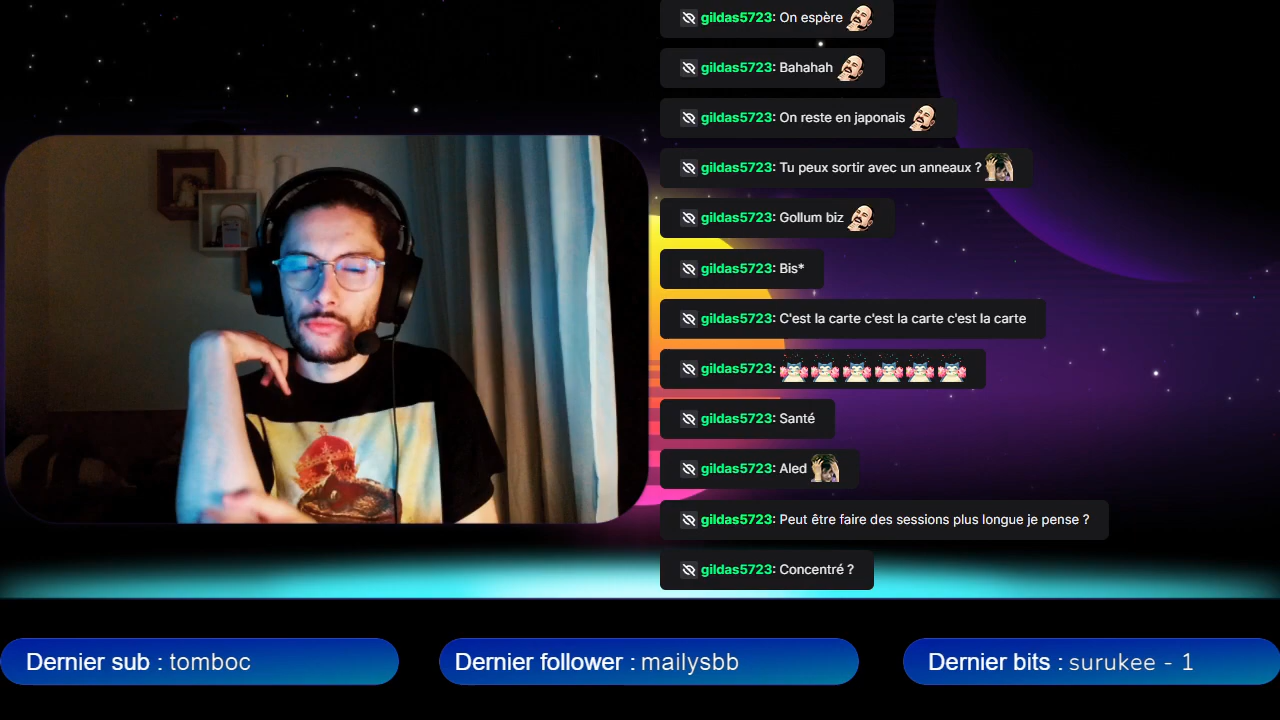 gildas5723: On espère
gildas5723: Bahahah
gildas5723: On reste en japonais
gildas5723: Tu peux sortir avec un anneaux ?
gildas5723: Gollum biz
gildas5723: Bis*
gildas5723: C'est la carte c'est la carte c'est la carte
gildas5723:
gildas5723: Santé
gildas5723: Aled
gildas5723: Peut être faire des sessions plus longue je pense ?
gildas5723: Concentré ?
Dernier sub : tomboc
Dernier follower : mailysbb
Dernier bits : surukee - 1